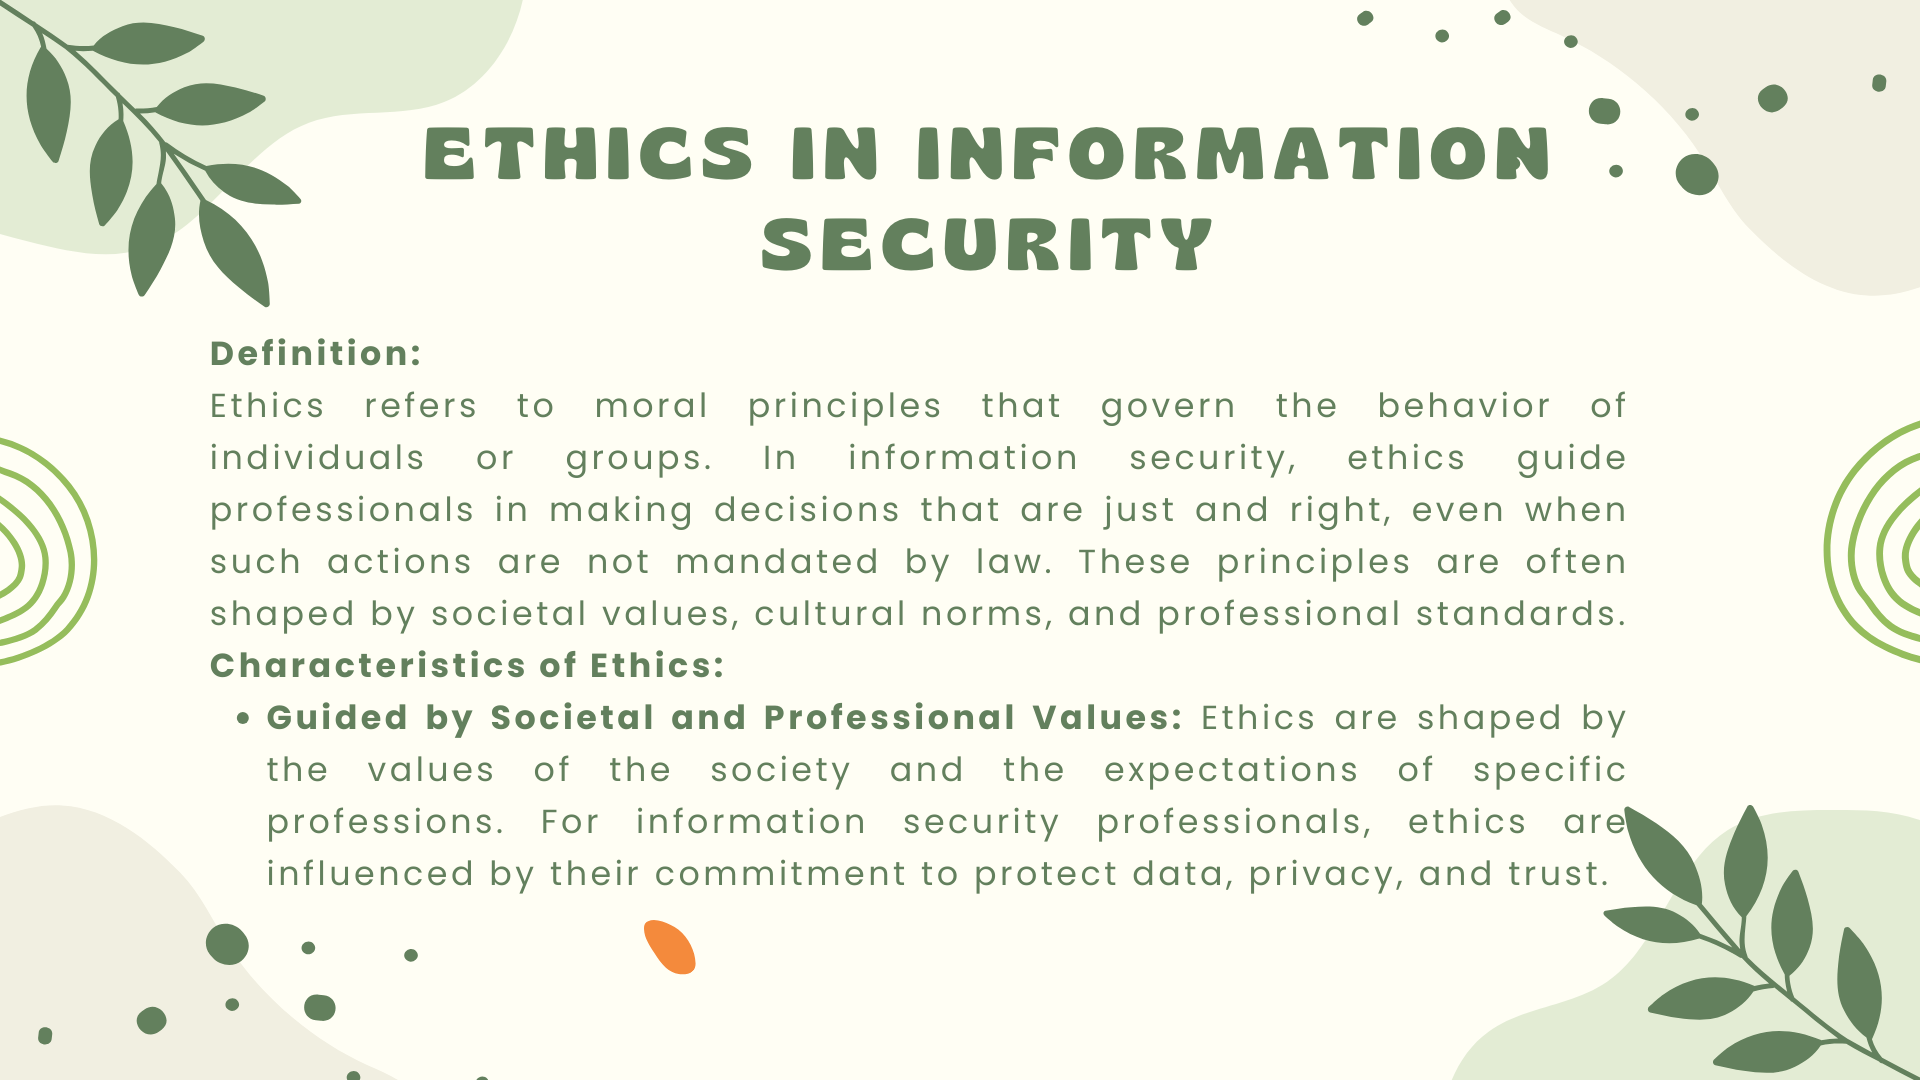 ETHICS IN INFORMATION
SECURITY
Definition:
Ethics refers to moral principles that govern the behavior of
individuals or groups. In information security, ethics guide
professionals in making decisions that are just and right, even when
such actions are not mandated by law. These principles are often
shaped by societal values, cultural norms, and professional standards.
Characteristics of Ethics:
• Guided by Societal and Professional Values: Ethics are shaped by
the values of the society and the expectations of specific
professions. For information security professionals, ethics are
influenced by their commitment to protect data, privacy, and trust.